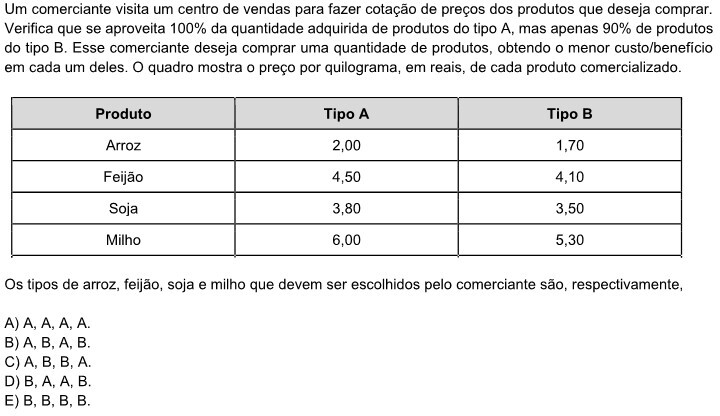 Um comerciante visita um centro de vendas para fazer cotação de preços dos produtos que deseja comprar.
Verifica que se aproveita 100% da quantidade adquirida de produtos do tipo A, mas apenas 90% de produtos
do tipo B. Esse comerciante deseja comprar uma quantidade de produtos, obtendo o menor custo/benefício
em cada um deles. O quadro mostra o preço por quilograma, em reais, de cada produto comercializado.
Produto Tipo A Tipo B
Arroz 2,00 1,70
Feijão 4,50 4,10
Soja 3,80 3,50
Milho 6,00 5,30
Os tipos de arroz, feijão, soja e milho que devem ser escolhidos pelo comerciante são, respectivamente,
A) A, A, A, A.
B) A, B, A, B.
C) A, B, B, A.
D) B, A, A, B.
E) B, B, B, B.